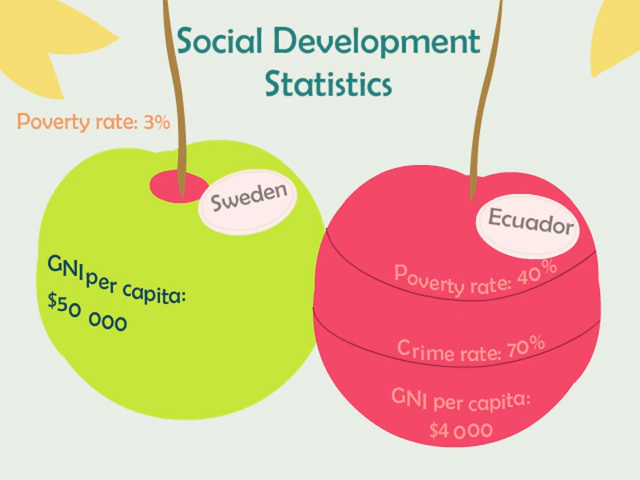 Social Development
Statistics
Poverty rate: 3%
Sweden
GNI per capita:
$50 000
Ecuador
Poverty rate: 40%
Crime rate: 70%
GNI per capita:
$4 000